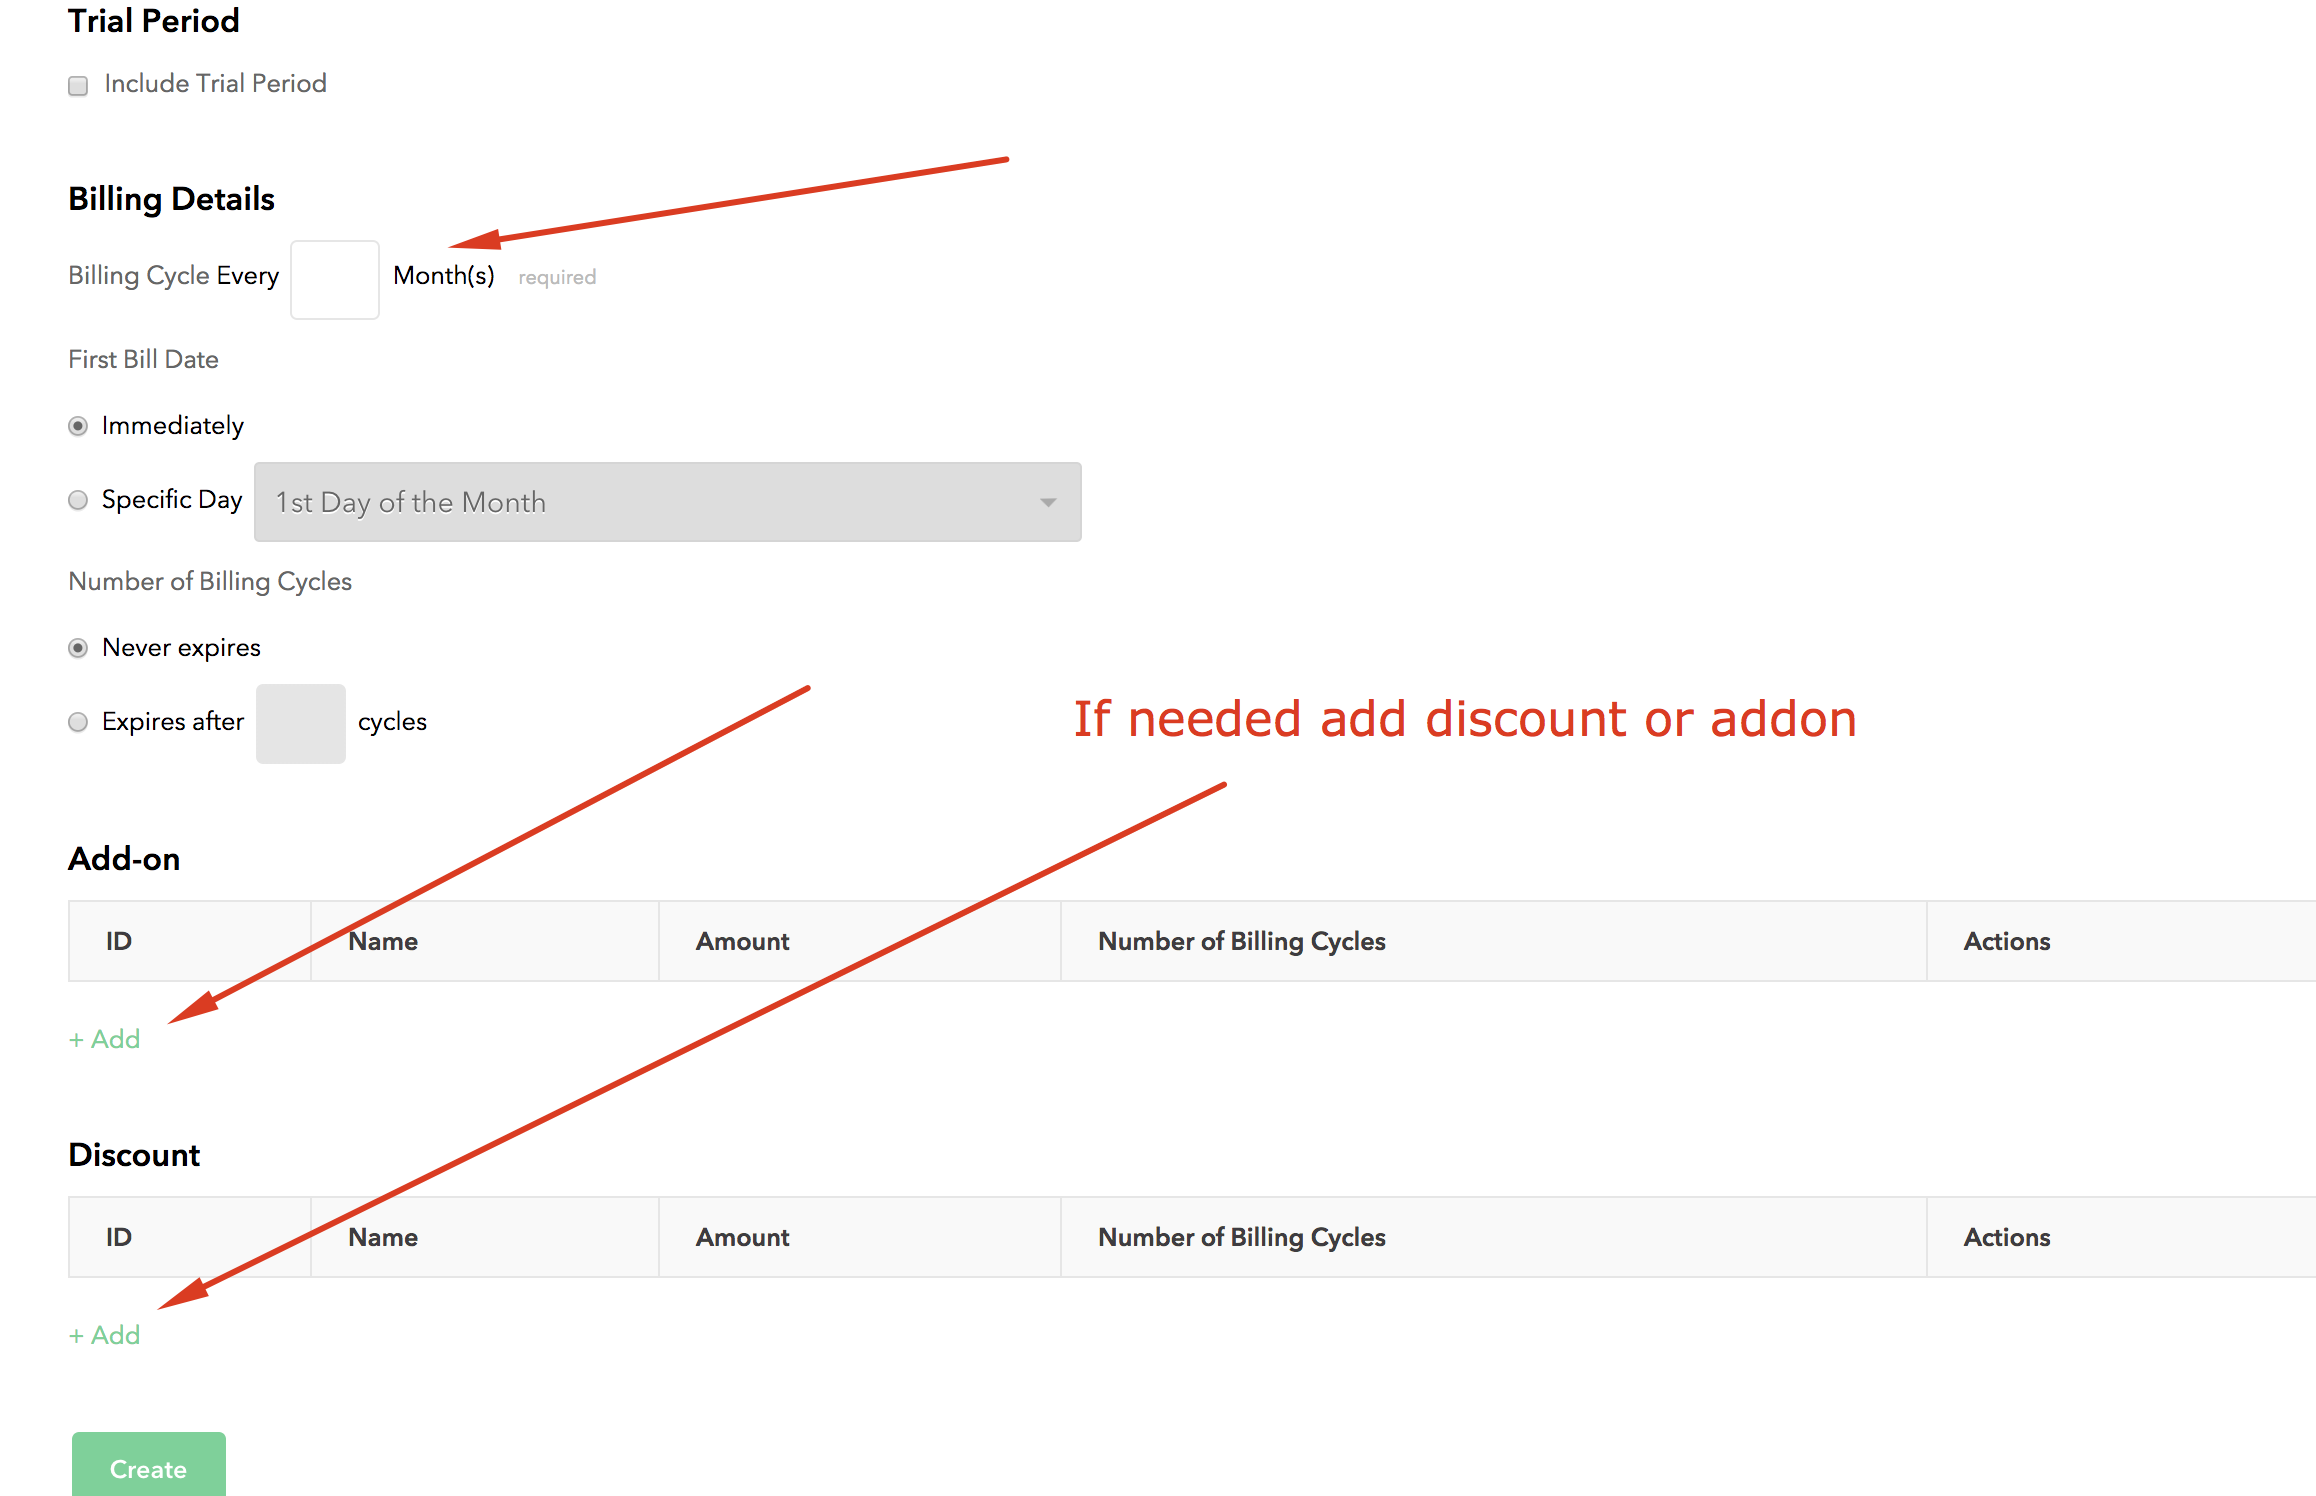 Trial Period
Include Trial Period
Billing Details
Billing Cycle Every Month(s) required
First Bill Date
Immediately
Specific Day 1st Day of the Month
Number of Billing Cycles
Never expires
Expires after cycles
If needed add discount or addon
Add-on
ID Name Amount Number of Billing Cycles Actions
+ Add
Discount
ID Name Amount Number of Billing Cycles Actions
+ Add
Create